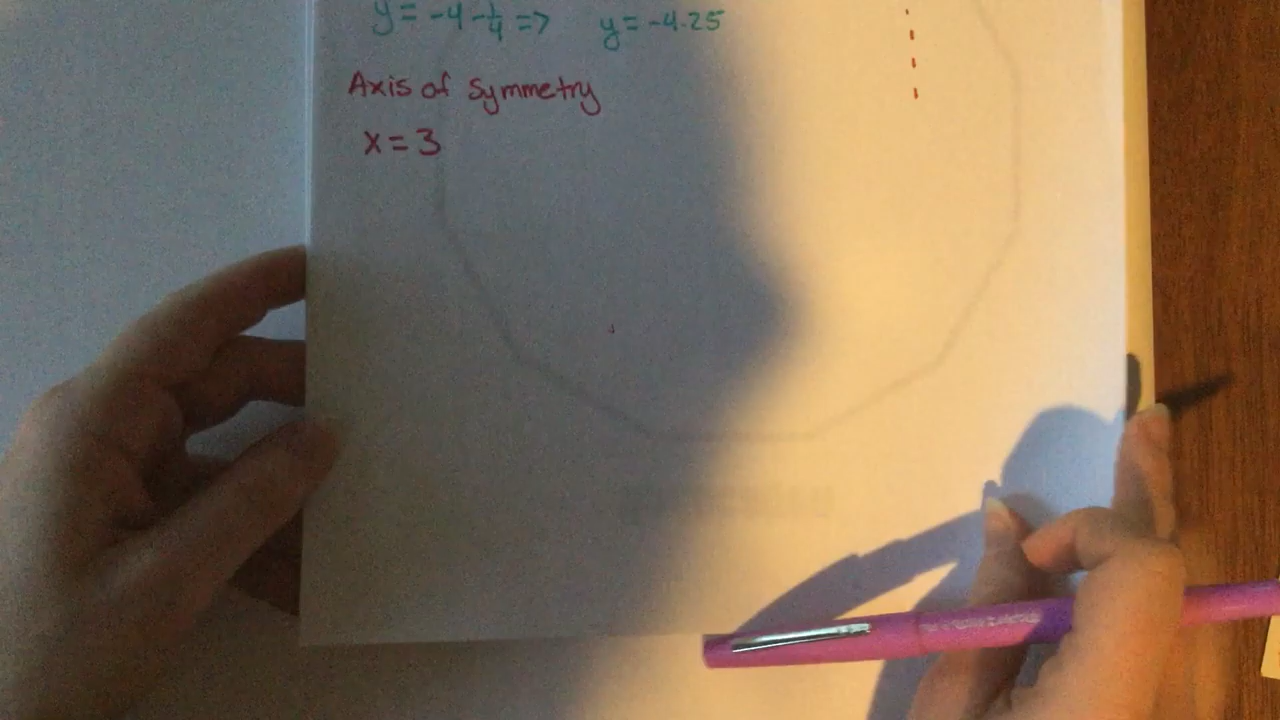 y = -4 - 1/4 => y = -4.25
Axis of Symmetry
x = 3